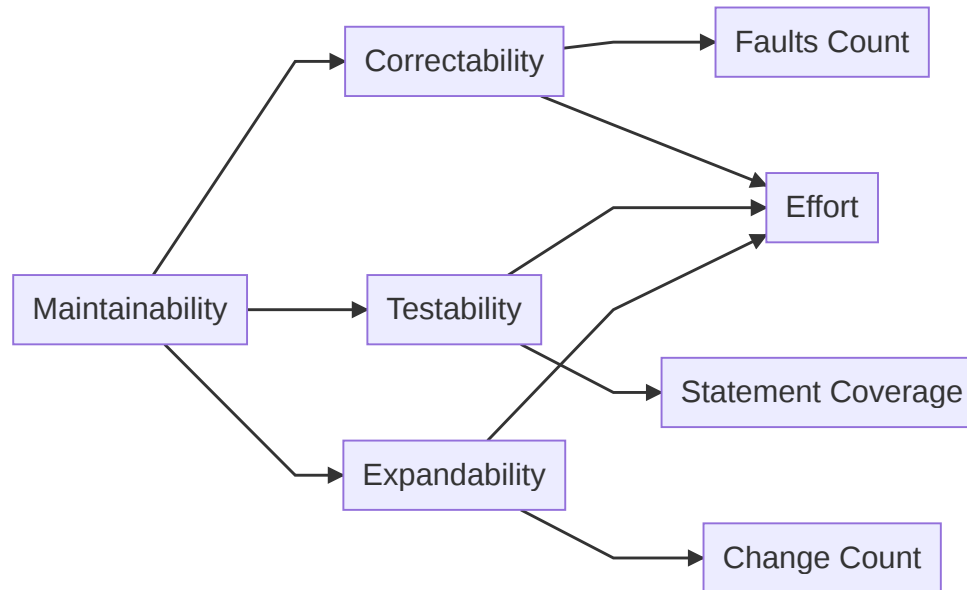 Maintainability
Correctability
Testability
Expandability
Faults Count
Effort
Statement Coverage
Change Count